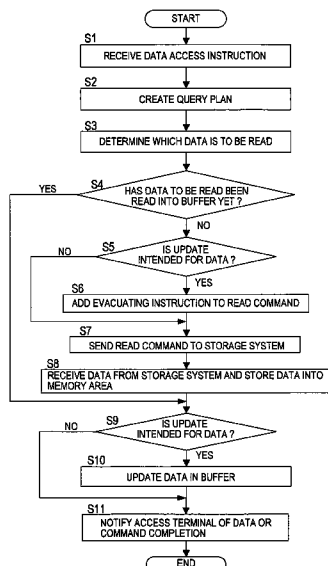 START
S1
RECEIVE DATA ACCESS INSTRUCTION
S2
CREATE QUERY PLAN
S3
DETERMINE WHICH DATA IS TO BE READ
S4
YES
HAS DATA TO BE READ BEEN
READ INTO BUFFER YET ?
NO
S5
NO
IS UPDATE
INTENDED FOR DATA ?
YES
S6
ADD EVACUATING INSTRUCTION TO READ COMMAND
S7
SEND READ COMMAND TO STORAGE SYSTEM
S8
RECEIVE DATA FROM STORAGE SYSTEM AND STORE DATA INTO
MEMORY AREA
S9
NO
IS UPDATE
INTENDED FOR DATA ?
YES
S10
UPDATE DATA IN BUFFER
S11
NOTIFY ACCESS TERMINAL OF DATA OR
COMMAND COMPLETION
END